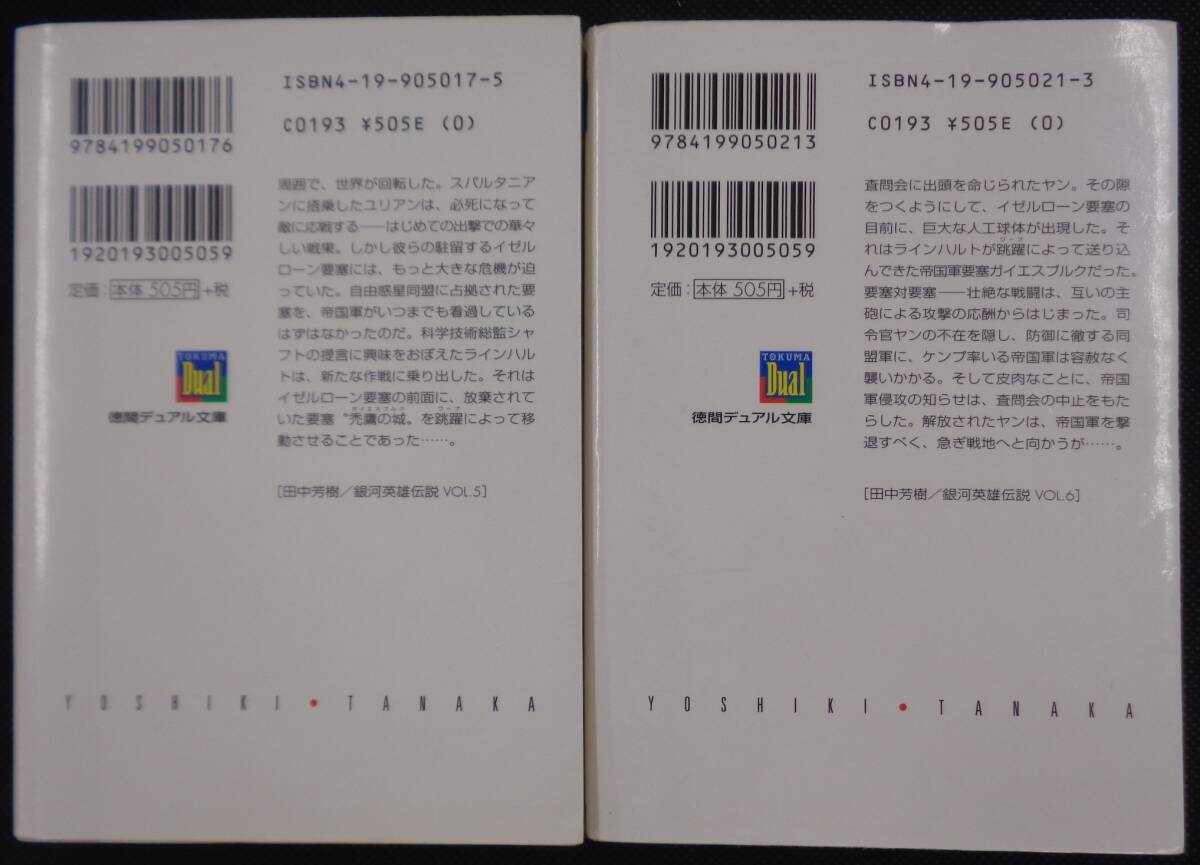 ISBN4-19-905017-5
C0193 ¥505E (0)
9784199050176
1920193005059
定価：本体 505円+税
TOKUMA
Dual
徳間デュアル文庫
周囲で、世界が回転した。スパルタニア
ンに搭乗したユリアンは、必死になって
敵に応戦する──はじめての出撃での華々
しい戦果。しかし彼らの駐留するイゼル
ローン要塞には、もっと大きな危機が迫
っていた。自由惑星同盟に占拠された要
塞を、帝国軍がいつまでも看過している
はずはなかったのだ。科学技術総監シャ
フトの提言に興味をおぼえたラインハル
トは、新たな作戦に乗り出した。それは
イゼルローン要塞の前面に、放棄されて
ガイエスブルク ワープ
いた要塞“禿鷹の城〟を跳躍によって移
動させることであった……。
[田中芳樹／銀河英雄伝説 VOL.5]
YOSHIKI・TANAKA
ISBN4-19-905021-3
C0193 ¥505E (0)
9784199050213
1920193005059
定価：本体 505円+税
TOKUMA
Dual
徳間デュアル文庫
査問会に出頭を命じられたヤン。その隙
をつくようにして、イゼルローン要塞の
目前に、巨大な人工球体が出現した。そ
ワープ
れはラインハルトが跳躍によって送り込
んできた帝国軍要塞ガイエスブルクだった。
要塞対要塞──壮絶な戦闘は、互いの主
砲による攻撃の応酬からはじまった。司
令官ヤンの不在を隠し、防御に徹する同
盟軍に、ケンプ率いる帝国軍は容赦なく
襲いかかる。そして皮肉なことに、帝国
軍侵攻の知らせは、査問会の中止をもた
らした。解放されたヤンは、帝国軍を撃
退すべく、急ぎ戦地へと向かうが……。
[田中芳樹／銀河英雄伝説 VOL.6]
YOSHIKI・TANAKA